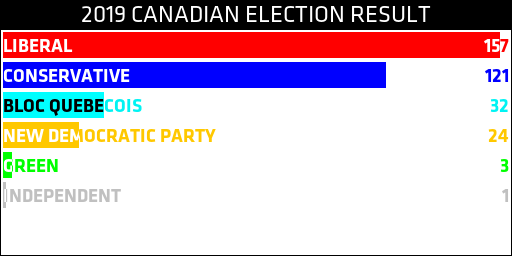 2019 CANADIAN ELECTION RESULT
LIBERAL 157
CONSERVATIVE 121
BLOC QUEBECOIS 32
NEW DEMOCRATIC PARTY 24
GREEN 3
INDEPENDENT 1